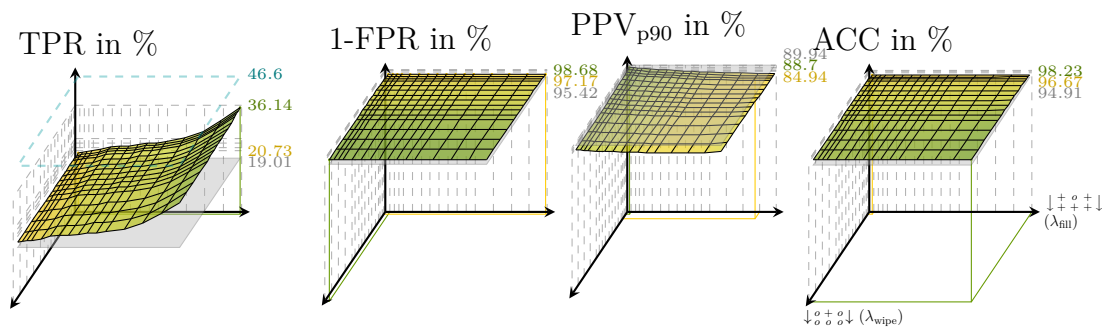 TPR in %
46.6
36.14
20.73
19.01
1-FPR in %
98.68
97.17
95.42
PPVp90 in %
89.94
88.7
84.94
ACC in %
98.23
96.67
94.91
↓ + o + ↓
+ + +
(λfill)
↓ o + o ↓ (λwipe)
o o o